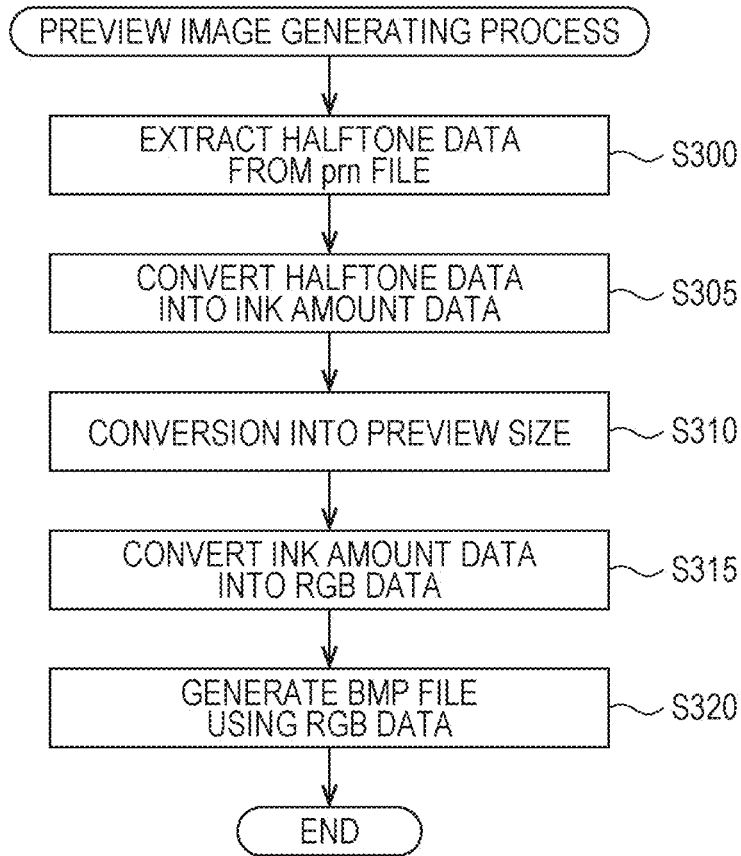 PREVIEW IMAGE GENERATING PROCESS
EXTRACT HALFTONE DATA
FROM prn FILE
S300
CONVERT HALFTONE DATA
INTO INK AMOUNT DATA
S305
CONVERSION INTO PREVIEW SIZE
S310
CONVERT INK AMOUNT DATA
INTO RGB DATA
S315
GENERATE BMP FILE
USING RGB DATA
S320
END